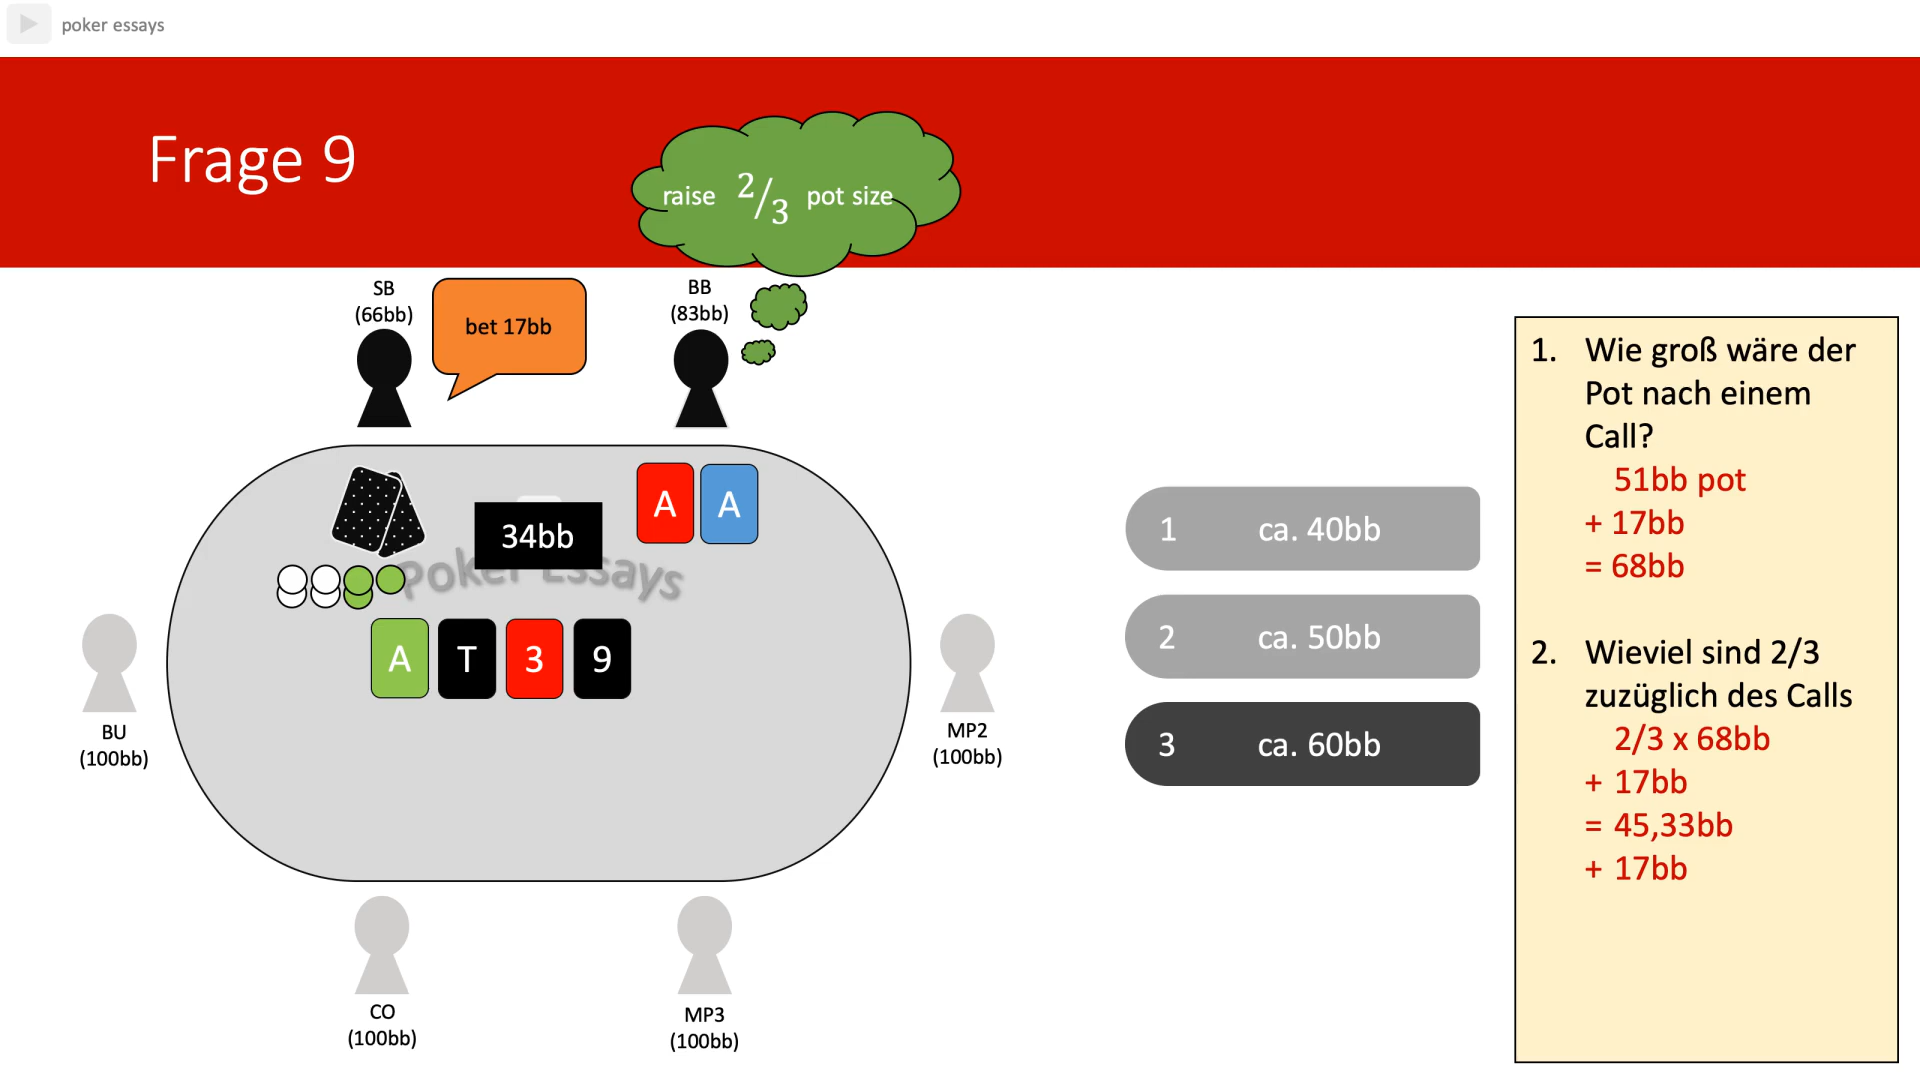 poker essays
Frage 9
raise 2/3 pot size
SB
(66bb)
bet 17bb
BB
(83bb)
34bb
A A
Poker Essays
A T 3 9
BU
(100bb)
MP2
(100bb)
CO
(100bb)
MP3
(100bb)
1 ca. 40bb
2 ca. 50bb
3 ca. 60bb
1. Wie groß wäre der
Pot nach einem
Call?
51bb pot
+ 17bb
= 68bb
2. Wieviel sind 2/3
zuzüglich des Calls
2/3 x 68bb
+ 17bb
= 45,33bb
+ 17bb